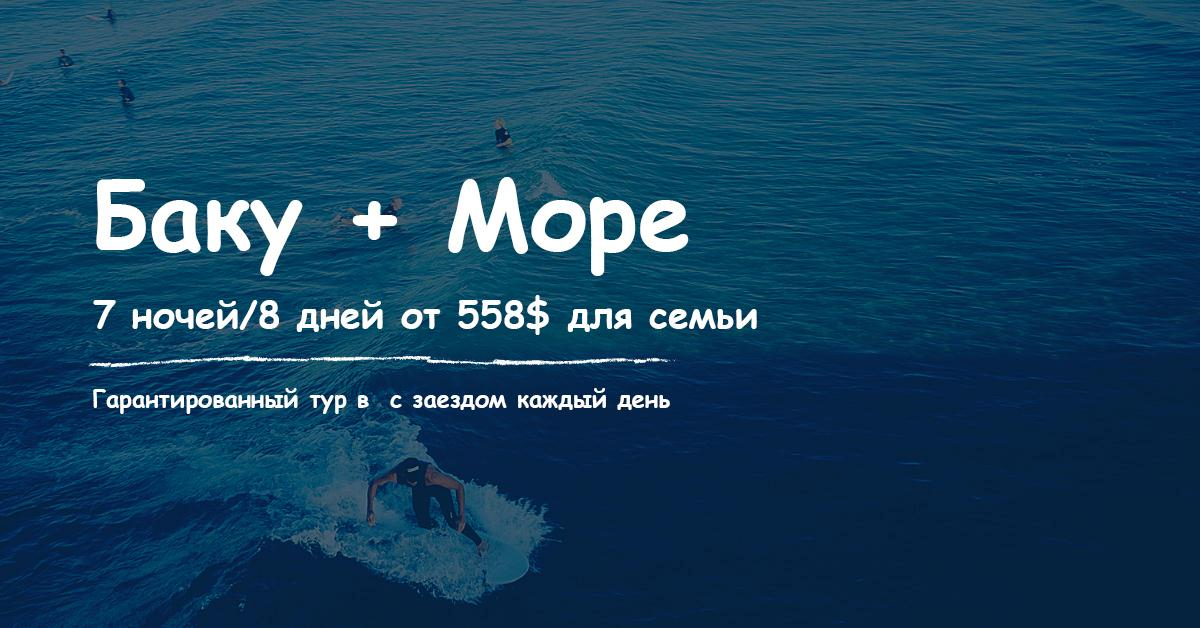 Баку + Море
7 ночей/8 дней от 558$ для семьи
Гарантированный тур в  с заездом каждый день